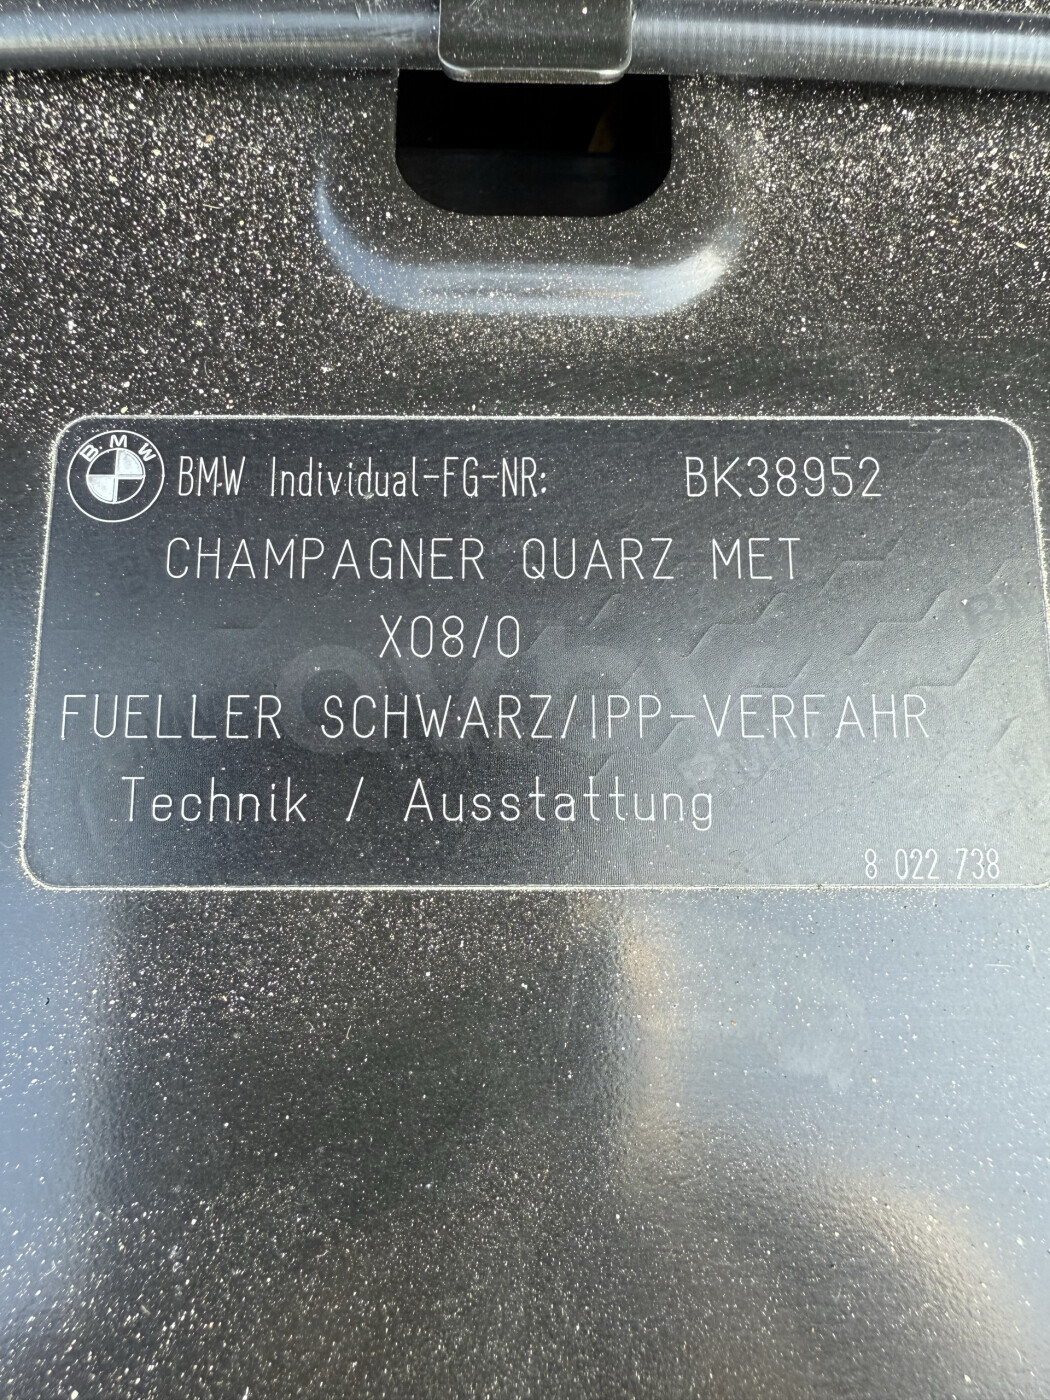 BMW
BMW Individual-FG-NR: BK38952
CHAMPAGNER QUARZ MET
X08/0
FUELLER SCHWARZ/IPP-VERFAHR
Technik / Ausstattung
8 022 738